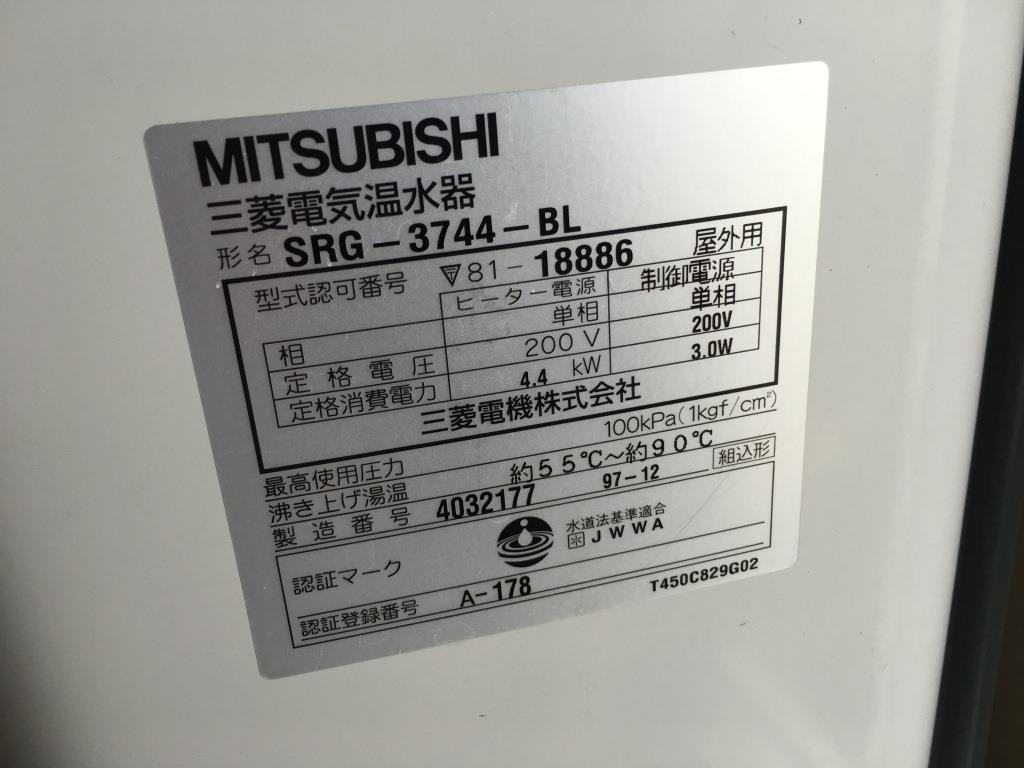 MITSUBISHI
三菱電気温水器
形名 SRG-3744-BL
型式認可番号 81-18886 屋外用
ヒーター電源 制御電源
相 単相 単相
定格電圧 200V 200V
定格消費電力 4.4 kW 3.0W
三菱電機株式会社
最高使用圧力 100kPa(1kgf/cm²)
沸き上げ湯温 約55℃~約90℃
製造番号 4032177 97-12 組込形
認証マーク 水道法基準適合
JWWA
認証登録番号 A-178 T450C829G02